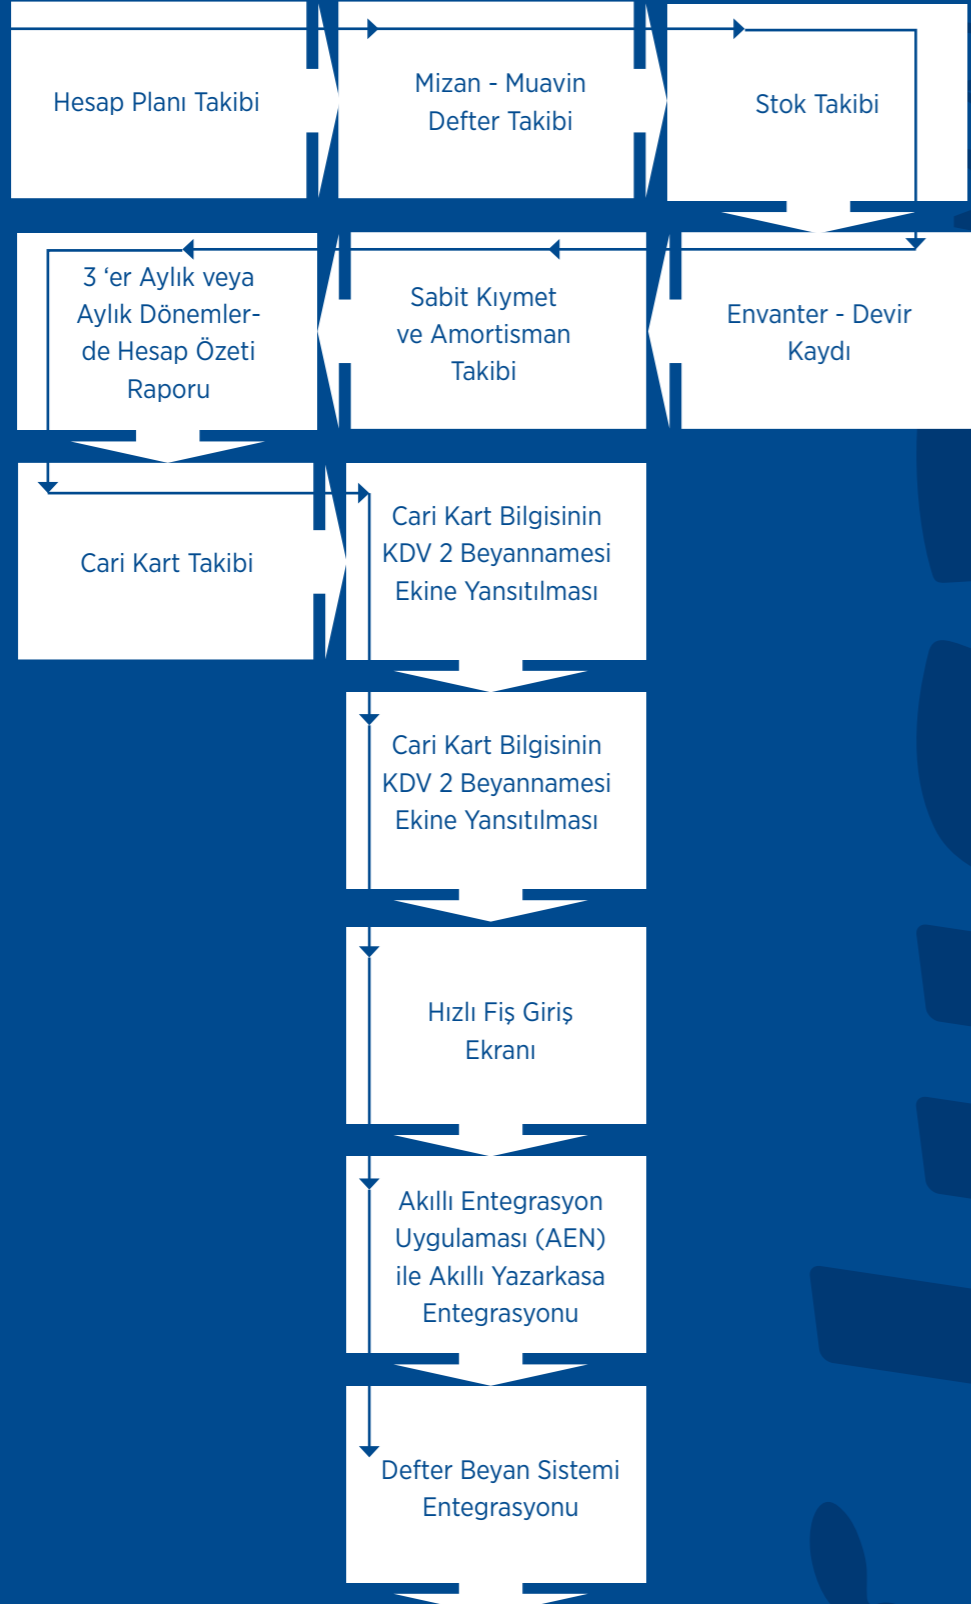 Hesap Planı Takibi
Mizan - Muavin
Defter Takibi
Stok Takibi
Envanter - Devir
Kaydı
Sabit Kıymet
ve Amortisman
Takibi
3 ‘er Aylık veya
Aylık Dönemler-
de Hesap Özeti
Raporu
Cari Kart Takibi
Cari Kart Bilgisinin
KDV 2 Beyannamesi
Ekine Yansıtılması
Cari Kart Bilgisinin
KDV 2 Beyannamesi
Ekine Yansıtılması
Hızlı Fiş Giriş
Ekranı
Akıllı Entegrasyon
Uygulaması (AEN)
ile Akıllı Yazarkasa
Entegrasyonu
Defter Beyan Sistemi
Entegrasyonu